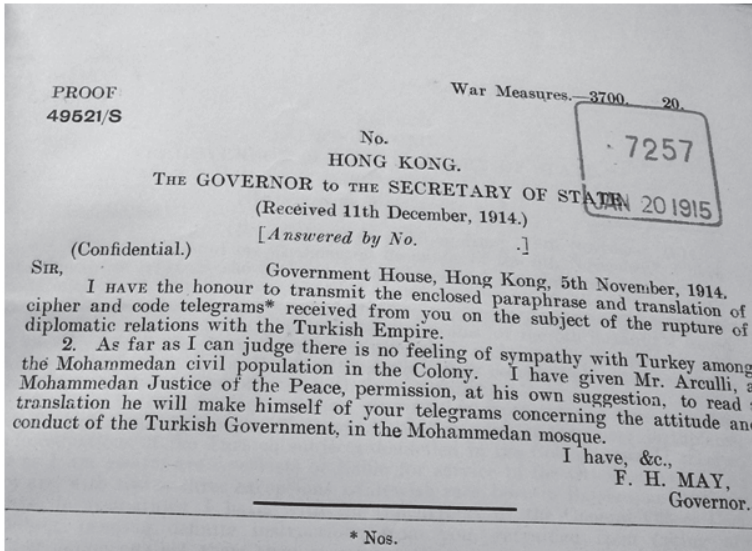 PROOF
49521/S
War Measures.—3700. 20.
7257
JAN 20 1915
No.
HONG KONG.
THE GOVERNOR to THE SECRETARY OF STATE
(Received 11th December, 1914.)
[Answered by No. .]
(Confidential.)
SIR, Government House, Hong Kong, 5th November, 1914.
I HAVE the honour to transmit the enclosed paraphrase and translation of
cipher and code telegrams* received from you on the subject of the rupture of
diplomatic relations with the Turkish Empire.
2. As far as I can judge there is no feeling of sympathy with Turkey among
the Mohammedan civil population in the Colony. I have given Mr. Arculli, a
Mohammedan Justice of the Peace, permission, at his own suggestion, to read
translation he will make himself of your telegrams concerning the attitude and
conduct of the Turkish Government, in the Mohammedan mosque.
I have, &c.,
F. H. MAY,
Governor.
* Nos.